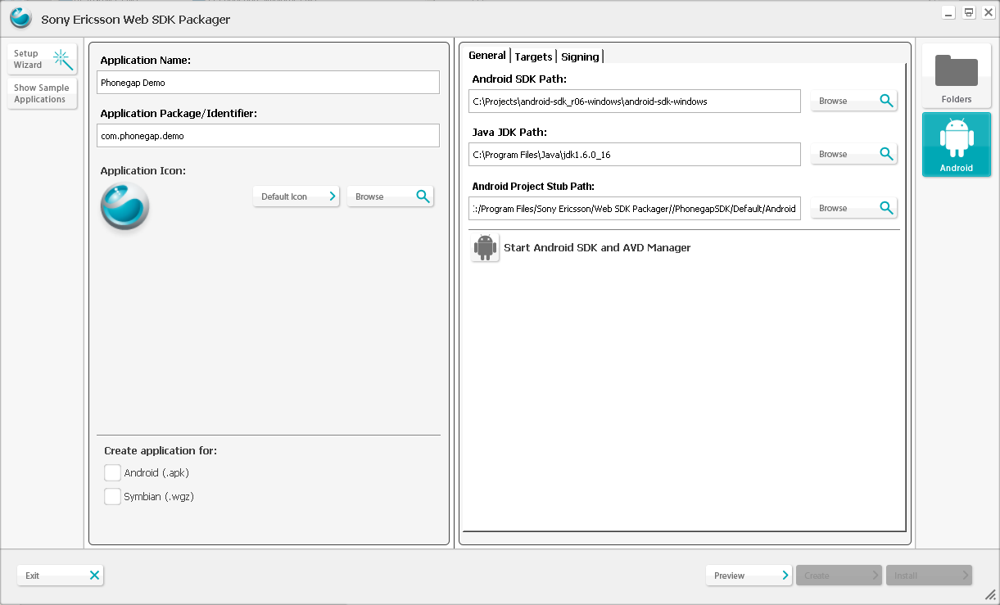 Sony Ericsson Web SDK Packager
Setup
Wizard
Show Sample
Applications
Application Name:
Phonegap Demo
Application Package/Identifier:
com.phonegap.demo
Application Icon:
Default Icon
Browse
Create application for:
Android (.apk)
Symbian (.wgz)
General
Targets
Signing
Android SDK Path:
C:\Projects\android-sdk_r06-windows\android-sdk-windows
Browse
Java JDK Path:
C:\Program Files\Java\jdk1.6.0_16
Browse
Android Project Stub Path:
:/Program Files/Sony Ericsson/Web SDK Packager//PhonegapSDK/Default/Android
Browse
Start Android SDK and AVD Manager
Folders
Android
Exit
Preview
Create
Install